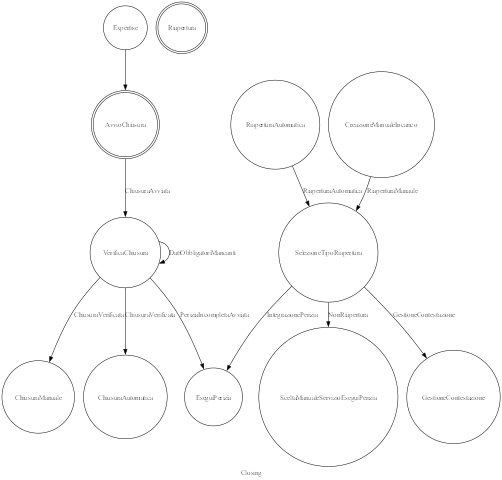 Expertise
Riapertura
AvvioChiusura
RiaperturaAutomatica
CreazioneManualeIncarico
ChiusuraAvviata
RiaperturaAutomatica
RiaperturaManuale
VerificaChiusura
DatiObbligatoriMancanti
SelezioneTipoRiapertura
ChiusuraVerificata
ChiusuraVerificata
PeriziaIncompletaAvviata
IntegrazionePerizia
NonRiapertura
GestioneContestazione
ChiusuraManuale
ChiusuraAutomatica
EseguiPerizia
SceltaManualeServizioEseguiPerizia
GestioneContestazione
Closing